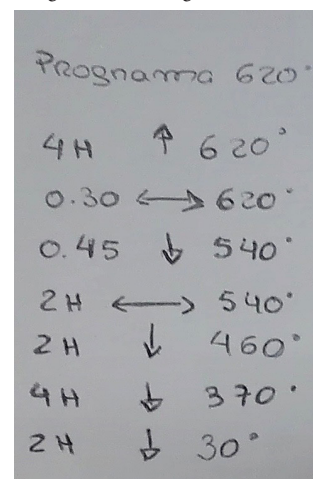 Programa 620°
4H ↑ 620°
0.30 ↔ 620°
0.45 ↓ 540°
2H ↔ 540°
2H ↓ 460°
4H ↓ 370°
2H ↓ 30°